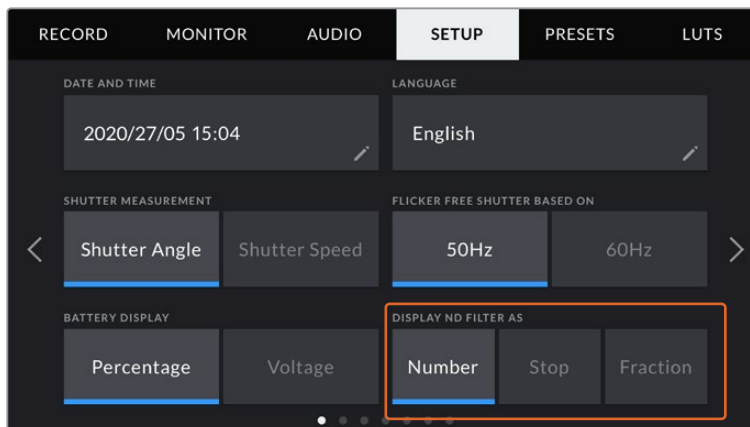 RECORD MONITOR AUDIO SETUP PRESETS LUTS
DATE AND TIME LANGUAGE
2020/27/05 15:04 English
SHUTTER MEASUREMENT FLICKER FREE SHUTTER BASED ON
Shutter Angle Shutter Speed 50Hz 60Hz
BATTERY DISPLAY DISPLAY ND FILTER AS
Percentage Voltage Number Stop Fraction